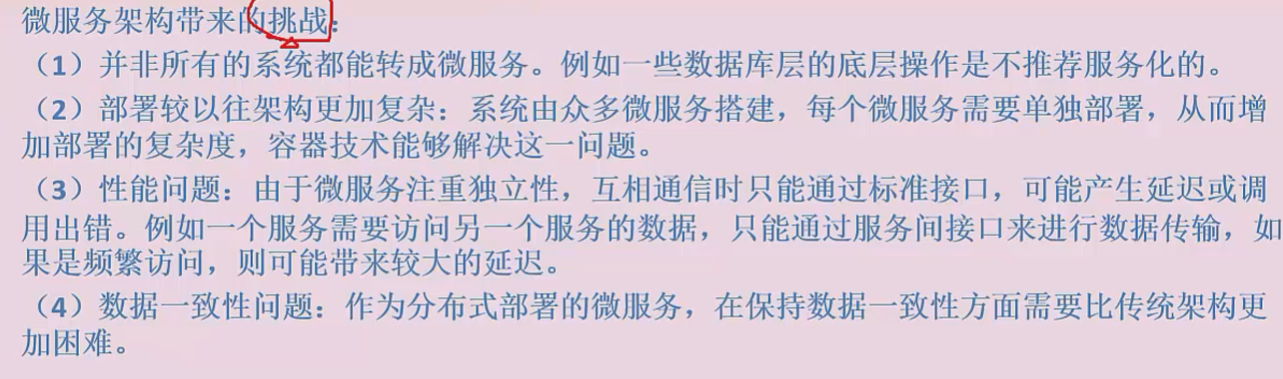 微服务架构带来的挑战：
（1）并非所有的系统都能转成微服务。例如一些数据库层的底层操作是不推荐服务化的。
（2）部署较以往架构更加复杂：系统由众多微服务搭建，每个微服务需要单独部署，从而增
加部署的复杂度，容器技术能够解决这一问题。
（3）性能问题：由于微服务注重独立性，互相通信时只能通过标准接口，可能产生延迟或调
用出错。例如一个服务需要访问另一个服务的数据，只能通过服务间接口来进行数据传输，如
果是频繁访问，则可能带来较大的延迟。
（4）数据一致性问题：作为分布式部署的微服务，在保持数据一致性方面需要比传统架构更
加困难。